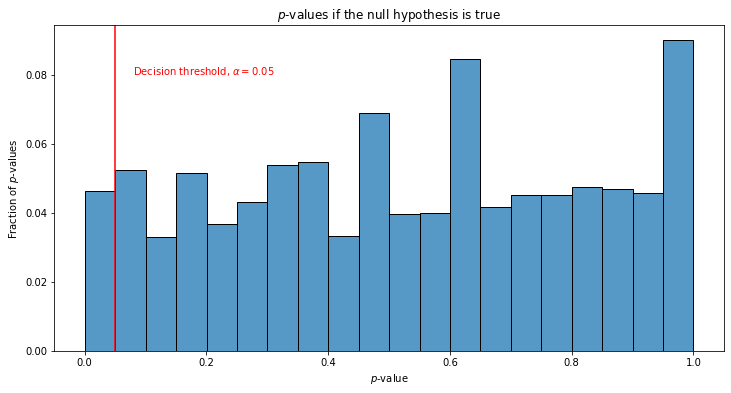 p-values if the null hypothesis is true
Decision threshold, α = 0.05
Fraction of p-values
0.08
0.06
0.04
0.02
0.00
0.0 0.2 0.4 0.6 0.8 1.0
p-value